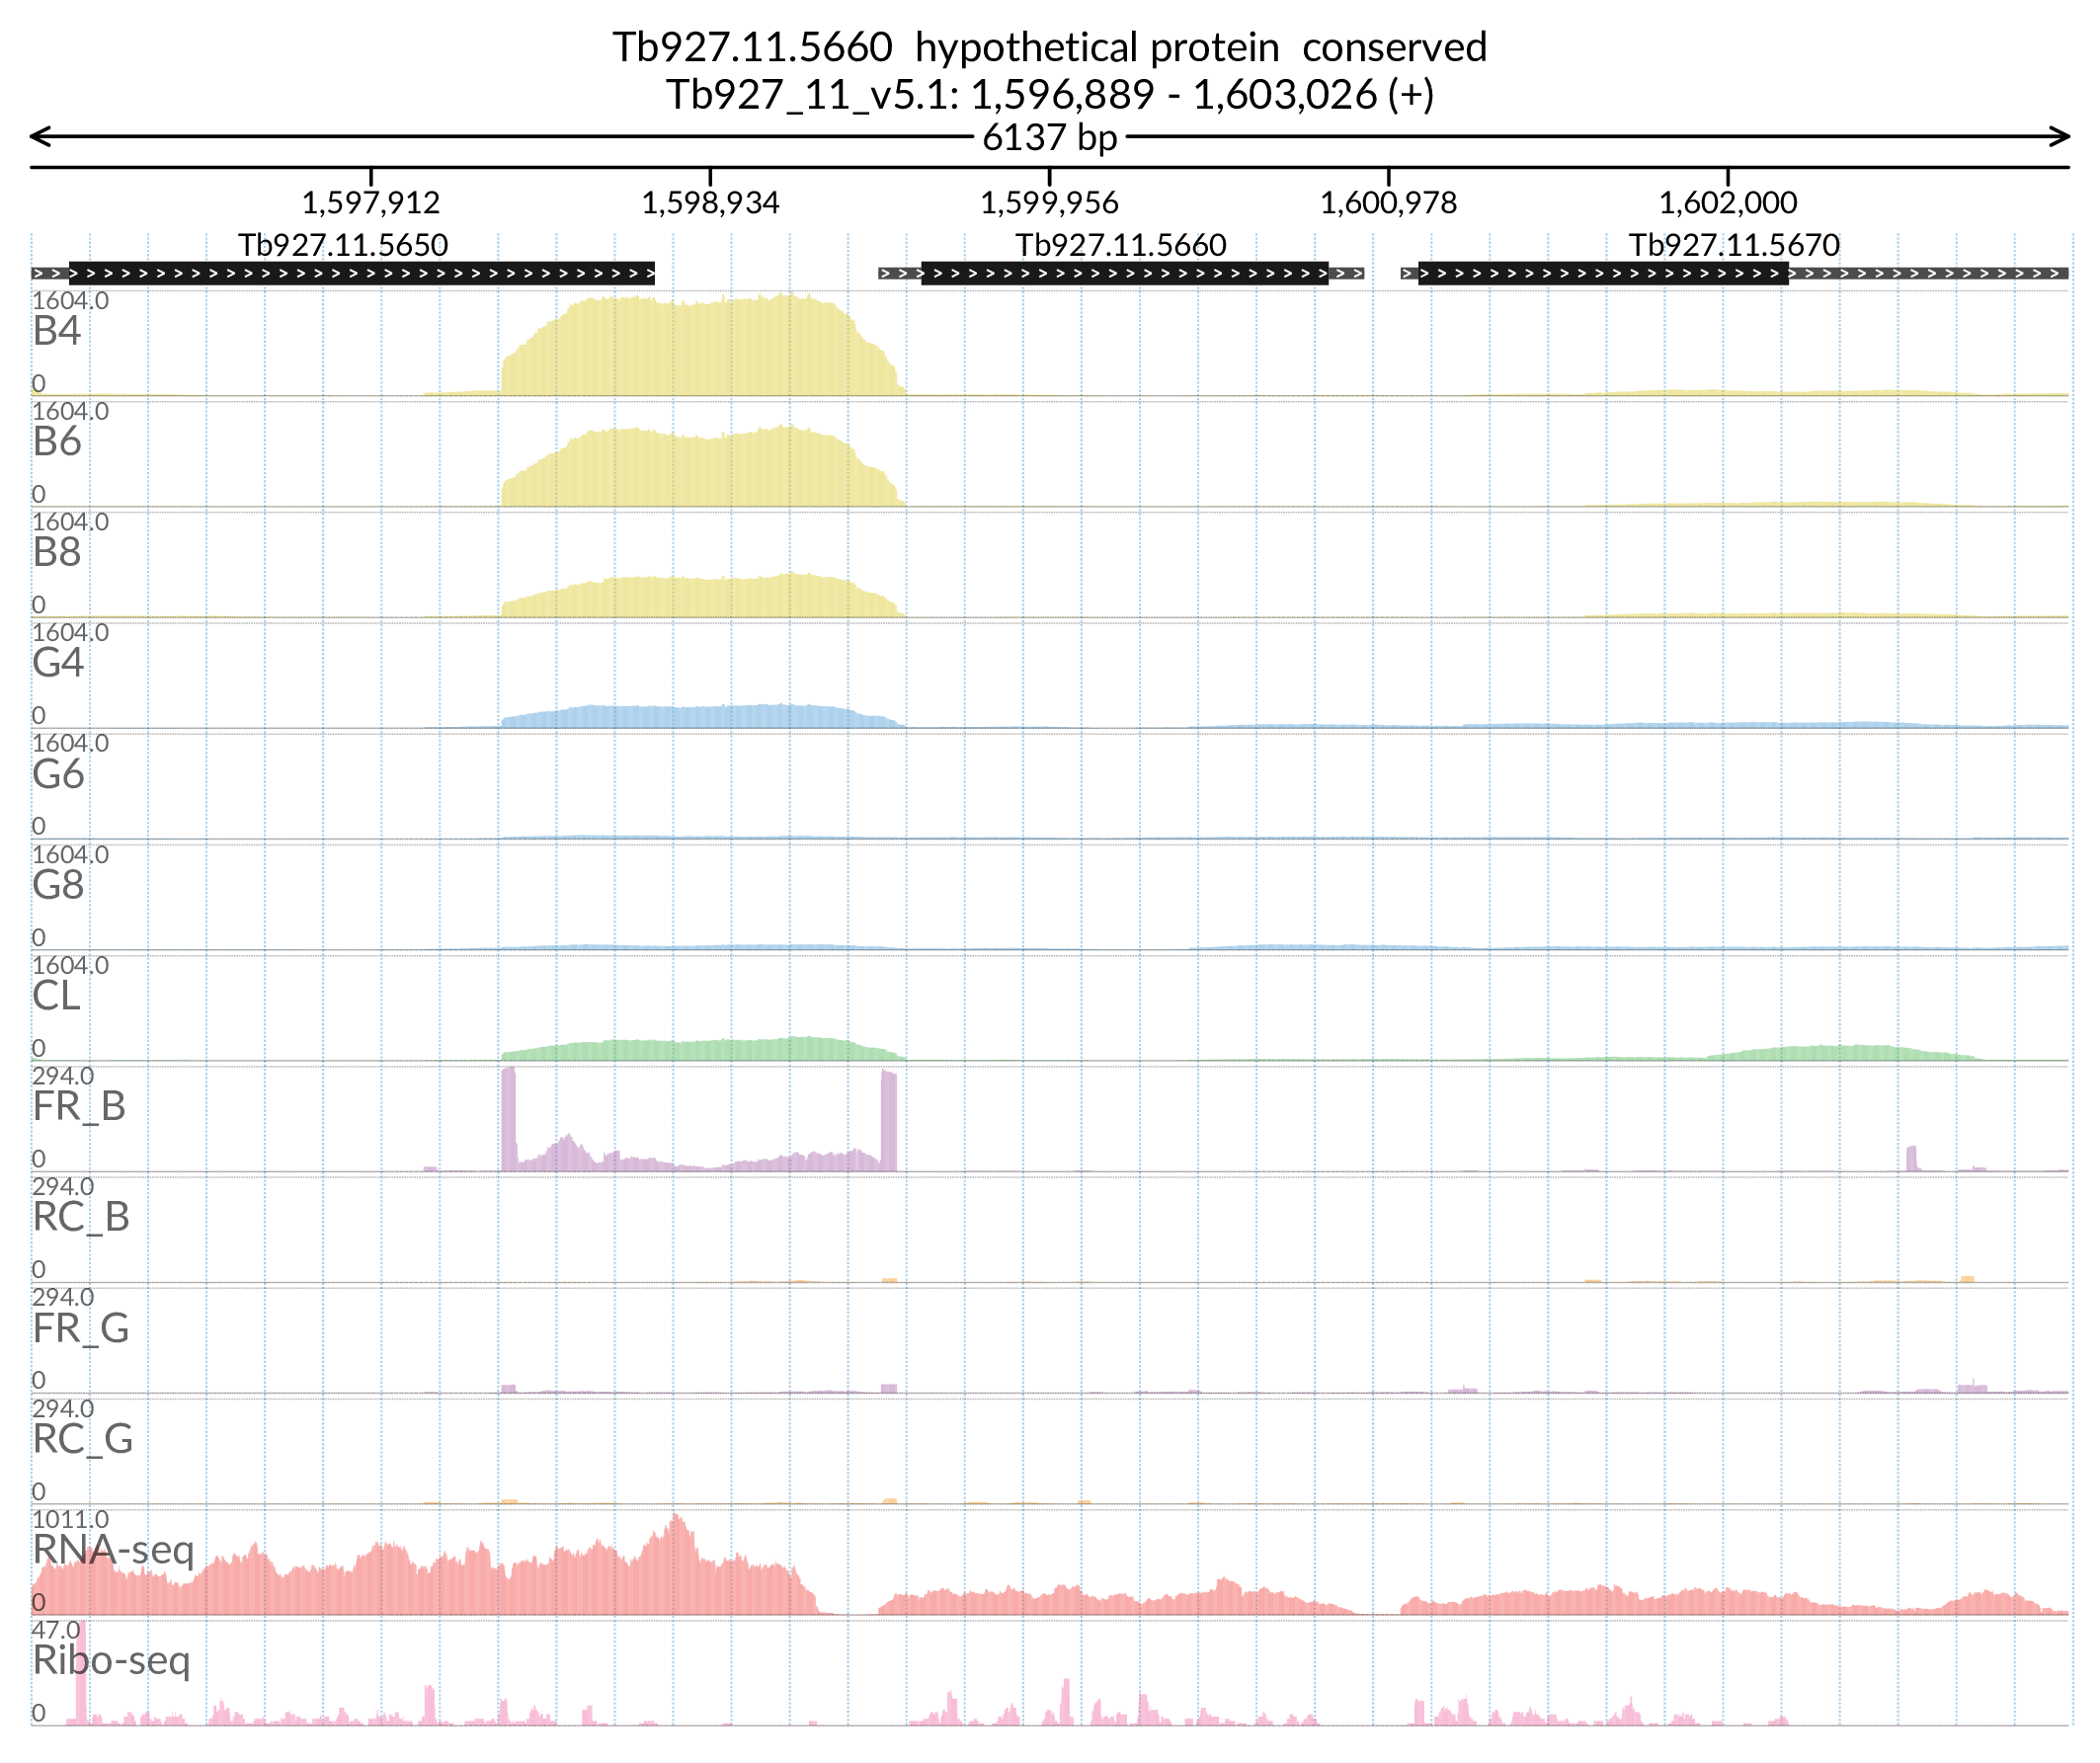 Tb927.11.5660  hypothetical protein  conserved
Tb927_11_v5.1: 1,596,889 - 1,603,026 (+)
6137 bp
1,597,912 1,598,934 1,599,956 1,600,978 1,602,000
Tb927.11.5650 Tb927.11.5660 Tb927.11.5670
1604.0
B4
0
1604.0
B6
0
1604.0
B8
0
1604.0
G4
0
1604.0
G6
0
1604.0
G8
0
1604.0
CL
0
294.0
FR_B
0
294.0
RC_B
0
294.0
FR_G
0
294.0
RC_G
0
1011.0
RNA-seq
0
47.0
Ribo-seq
0